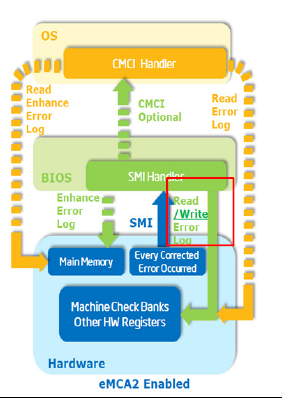 OS
CMCI Handler
Read
Enhance
Error
Log
CMCI
Optional
Read
Error
Log
BIOS
SMI Handler
Enhance
Error
Log
SMI
Read
/Write
Error
Log
Main Memory
Every Corrected
Error Occurred
Machine Check Banks
Other HW Registers
Hardware
eMCA2 Enabled